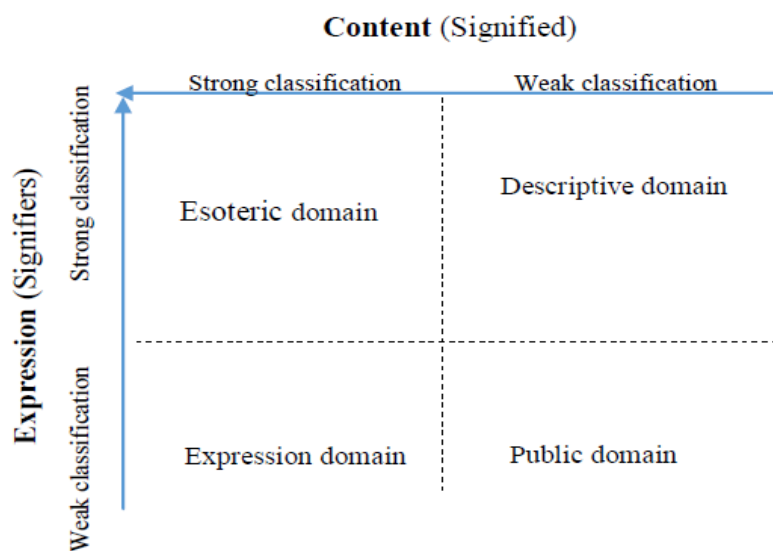 Content (Signified)
Strong classification
Weak classification
Expression (Signifiers)
Strong classification
Weak classification
Esoteric domain
Descriptive domain
Expression domain
Public domain